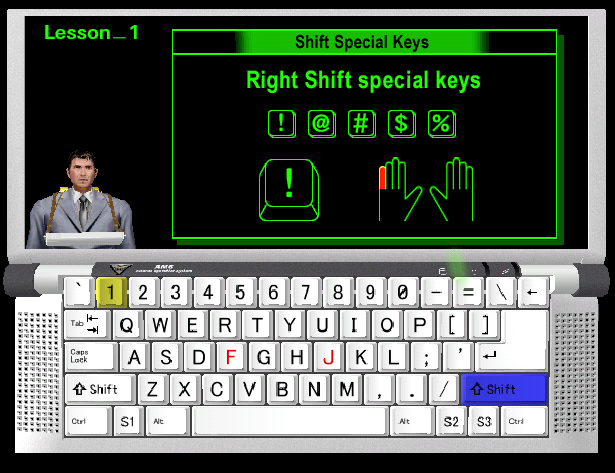 Lesson_1
Shift Special Keys
Right Shift special keys
! @ # $ %
!
AMS
` 1 2 3 4 5 6 7 8 9 0 - = \ ←
Tab Q W E R T Y U I O P [ ]
Caps Lock A S D F G H J K L ; '
Shift Z X C V B N M , . / Shift
Ctrl S1 Alt Alt S2 S3 Ctrl